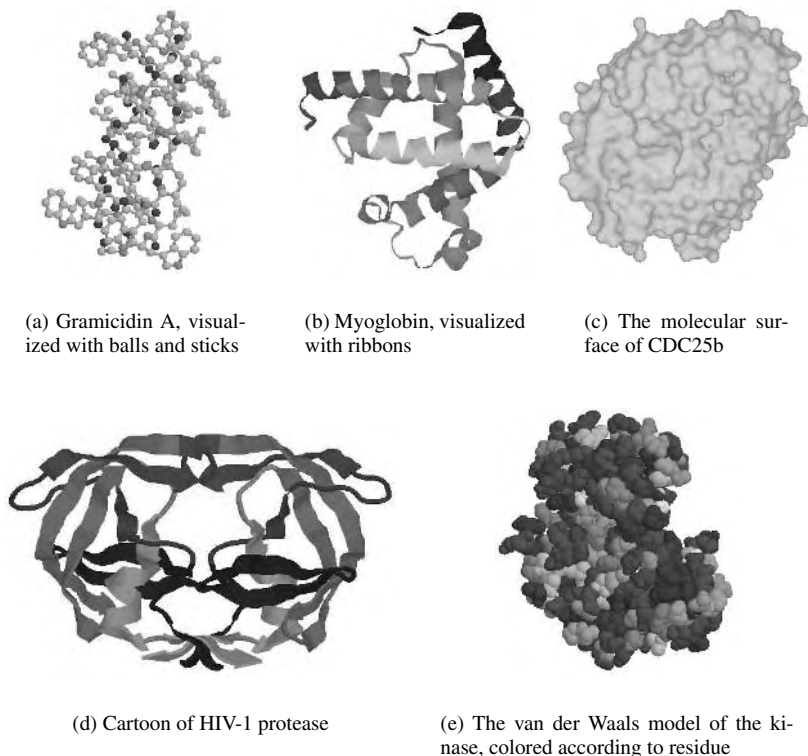 (a) Gramicidin A, visual-
ized with balls and sticks
(b) Myoglobin, visualized
with ribbons
(c) The molecular sur-
face of CDC25b
(d) Cartoon of HIV-1 protease
(e) The van der Waals model of the ki-
nase, colored according to residue